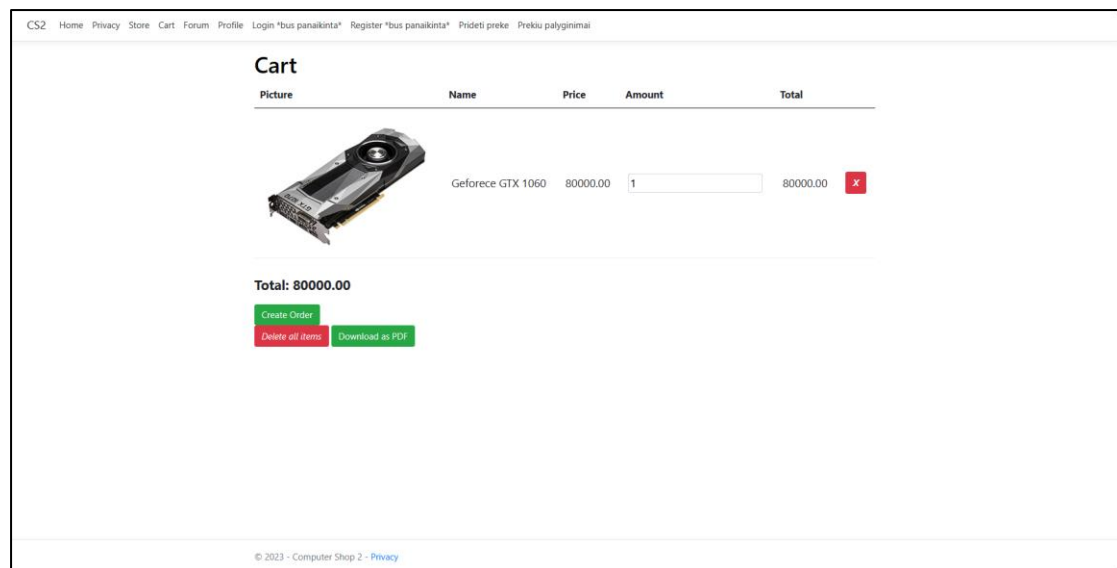 CS2 Home Privacy Store Cart Forum Profile Login *bus panaikinta* Register *bus panaikinta* Prideti preke Prekiu palyginimai
Cart
Picture Name Price Amount Total
GTX 1070
Geforece GTX 1060 80000.00 1 80000.00 X
Total: 80000.00
Create Order
Delete all items Download as PDF
© 2023 - Computer Shop 2 - Privacy